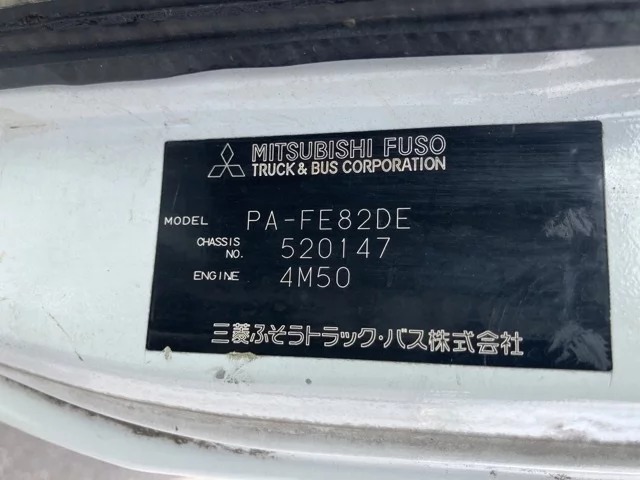 MITSUBISHI FUSO
TRUCK & BUS CORPORATION
MODEL PA-FE82DE
CHASSIS NO. 520147
ENGINE 4M50
三菱ふそうトラック・バス株式会社